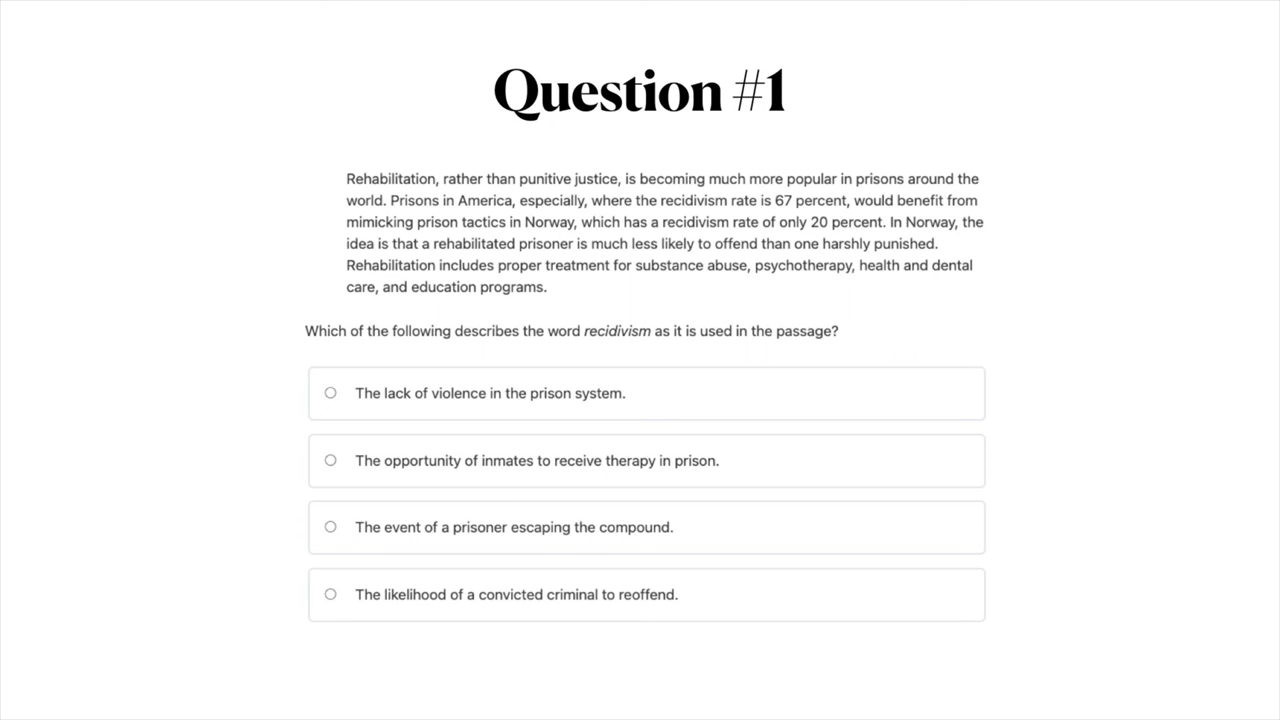 Question #1
Rehabilitation, rather than punitive justice, is becoming much more popular in prisons around the
world. Prisons in America, especially, where the recidivism rate is 67 percent, would benefit from
mimicking prison tactics in Norway, which has a recidivism rate of only 20 percent. In Norway, the
idea is that a rehabilitated prisoner is much less likely to offend than one harshly punished.
Rehabilitation includes proper treatment for substance abuse, psychotherapy, health and dental
care, and education programs.
Which of the following describes the word recidivism as it is used in the passage?
The lack of violence in the prison system.
The opportunity of inmates to receive therapy in prison.
The event of a prisoner escaping the compound.
The likelihood of a convicted criminal to reoffend.